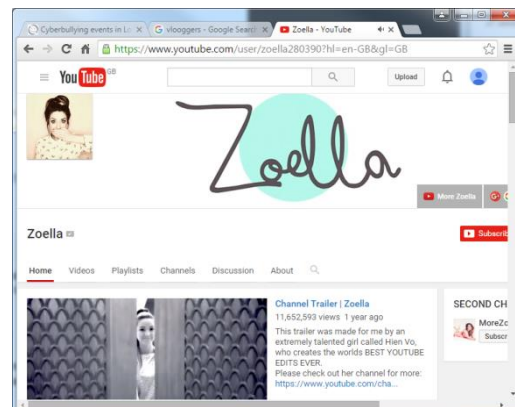 Cyberbullying events in Lo
vlooggers - Google Search
Zoella - YouTube
https://www.youtube.com/user/zoella280390?hl=en-GB&gl=GB
YouTube GB
Upload
Zoella
More Zoella
Zoella
Subscrib
Home Videos Playlists Channels Discussion About
Channel Trailer | Zoella
11,652,593 views 1 year ago
This trailer was made for me by an
extremely talented girl called Hien Vo,
who creates the worlds BEST YOUTUBE
EDITS EVER.
Please check out her channel for more:
https://www.youtube.com/cha...
SECOND CH
MoreZo
Subscr